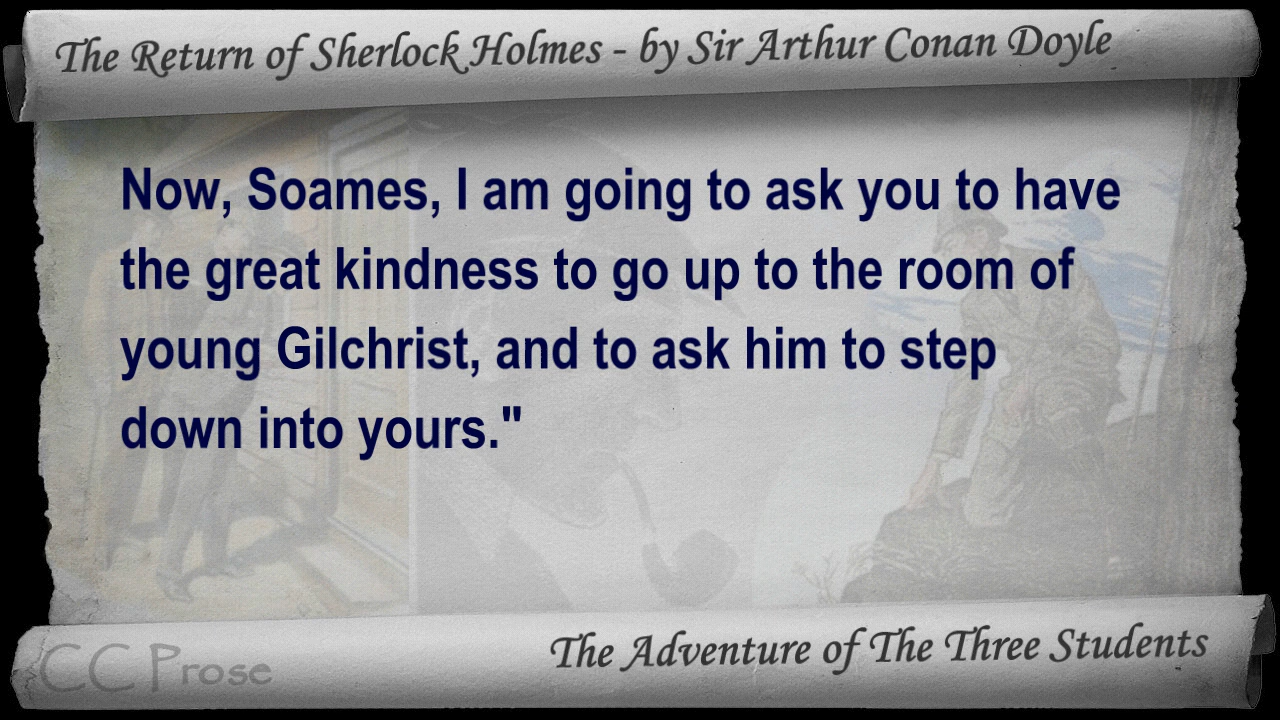 The Return of Sherlock Holmes - by Sir Arthur Conan Doyle
Now, Soames, I am going to ask you to have
the great kindness to go up to the room of
young Gilchrist, and to ask him to step
down into yours."
The Adventure of The Three Students
CC Prose